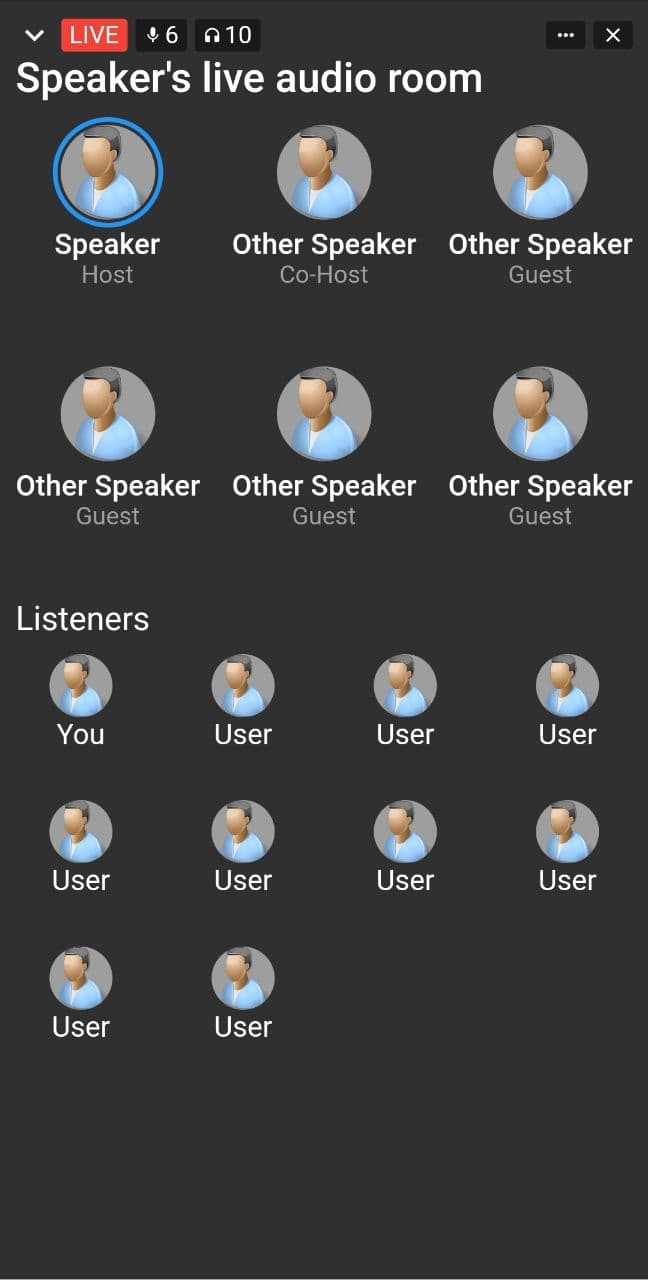 LIVE 6 10
Speaker's live audio room
Speaker Other Speaker Other Speaker
Host Co-Host Guest
Other Speaker Other Speaker Other Speaker
Guest Guest Guest
Listeners
You User User User
User User User User
User User